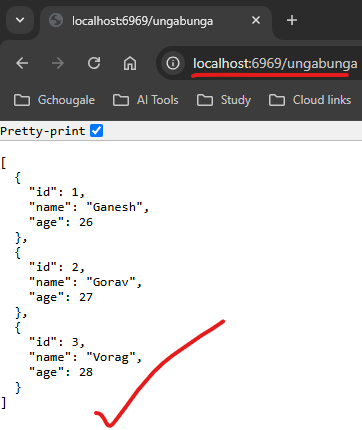 localhost:6969/ungabunga
localhost:6969/ungabunga
Gchougale AI Tools Study Cloud links
Pretty-print
[
  {
    "id": 1,
    "name": "Ganesh",
    "age": 26
  },
  {
    "id": 2,
    "name": "Gorav",
    "age": 27
  },
  {
    "id": 3,
    "name": "Vorag",
    "age": 28
  }
]